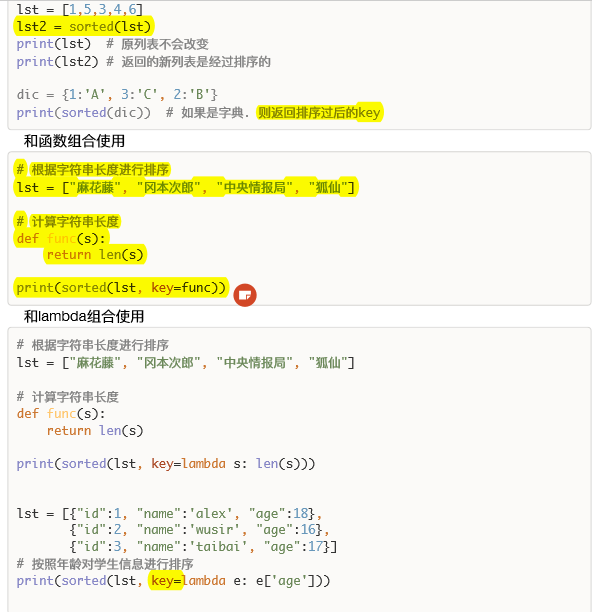 lst = [1,5,3,4,6]
lst2 = sorted(lst)
print(lst)  # 原列表不会改变
print(lst2) # 返回的新列表是经过排序的
dic = {1:'A', 3:'C', 2:'B'}
print(sorted(dic))  # 如果是字典. 则返回排序过后的key
和函数组合使用
# 根据字符串长度进行排序
lst = ["麻花藤", "冈本次郎", "中央情报局", "狐仙"]
# 计算字符串长度
def func(s):
    return len(s)
print(sorted(lst, key=func))
和lambda组合使用
# 根据字符串长度进行排序
lst = ["麻花藤", "冈本次郎", "中央情报局", "狐仙"]
# 计算字符串长度
def func(s):
    return len(s)
print(sorted(lst, key=lambda s: len(s)))
lst = [{"id":1, "name":'alex', "age":18},
       {"id":2, "name":'wusir', "age":16},
       {"id":3, "name":'taibai', "age":17}]
# 按照年龄对学生信息进行排序
print(sorted(lst, key=lambda e: e['age']))